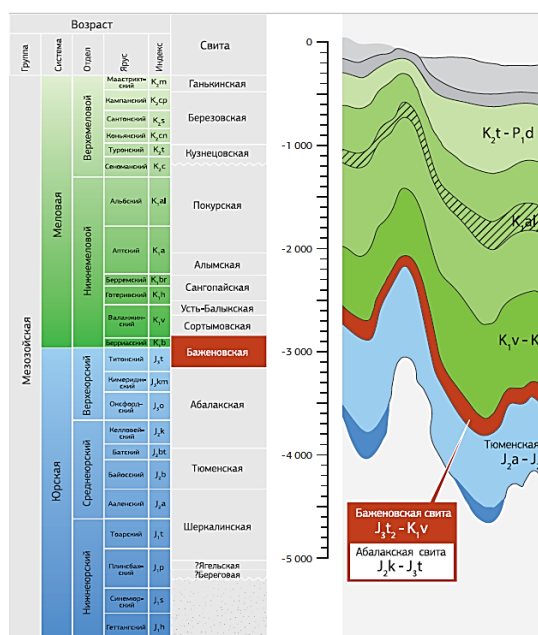 Возраст
Группа
Система
Отдел
Ярус
Индекс
Свита
Мезозойская
Меловая
Юрская
Верхнемеловой
Нижнемеловой
Верхнеюрский
Среднеюрский
Нижнеюрский
Маастрихт-
ский
K₂m
Ганькинская
Кампанский
K₂cp
Березовская
Сантонский
K₂s
Коньякский
K₂cn
Туронский
K₂t
Кузнецовская
Сеноманский
K₂c
Альбский
K₁al
Покурская
Аптский
K₁a
Алымская
Берремский
K₁br
Сангопайская
Готеривский
K₁h
Усть-Балыкская
Валанжин-
ский
K₁v
Сортымовская
Берриасский
K₁b
Баженовская
Титонский
J₃t
Кимеридж-
ский
J₃km
Абалакская
Оксфорд-
ский
J₃o
Келловей-
ский
J₂k
Батский
J₂bt
Тюменская
Байосский
J₂b
Ааленский
J₂a
Шеркалинская
Тоарский
J₁t
Плинсбах-
ский
J₁p
?Ягельская
?Береговая
Синемюр-
ский
J₁s
Геттангский
J₁h
0
-1 000
-2 000
-3 000
-4 000
-5 000
K₂t – P₁d
K₁al
K₁v – K
Тюменская
J₂a – J
Баженовская свита
J₃t₂ – K₁v
Абалакская свита
J₂k – J₃t